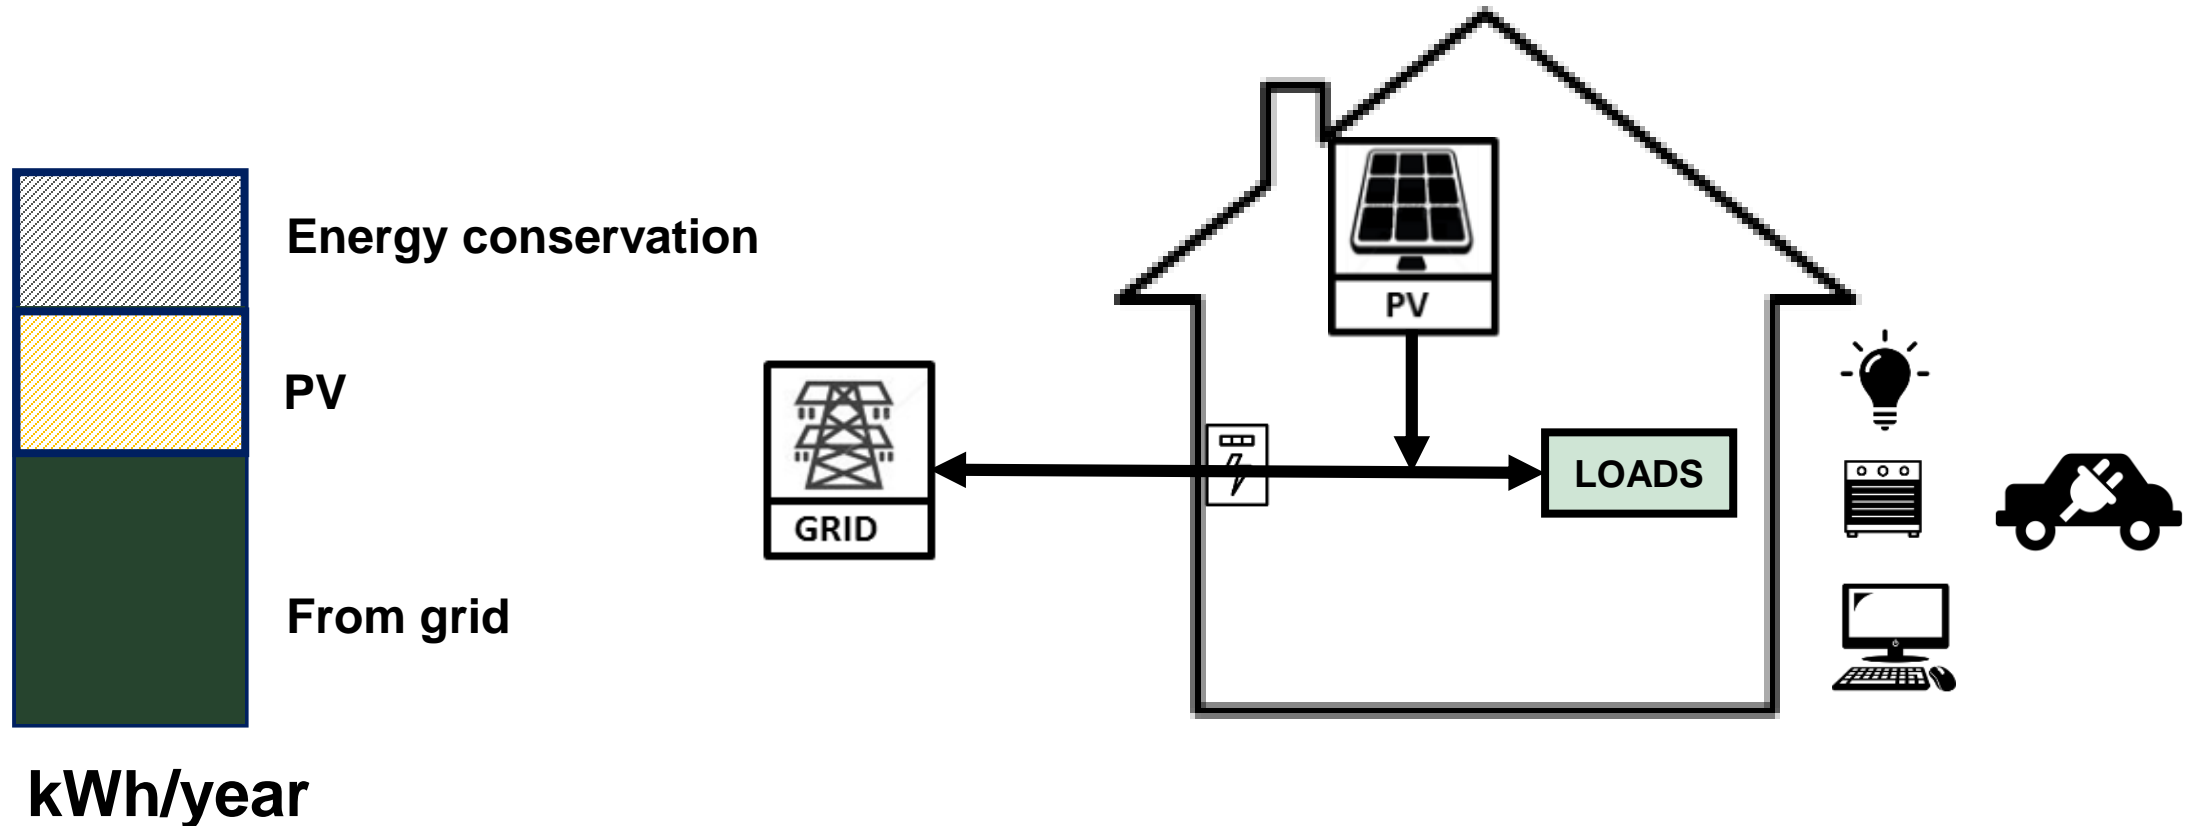 Energy conservation
PV
From grid
kWh/year
PV
GRID
LOADS